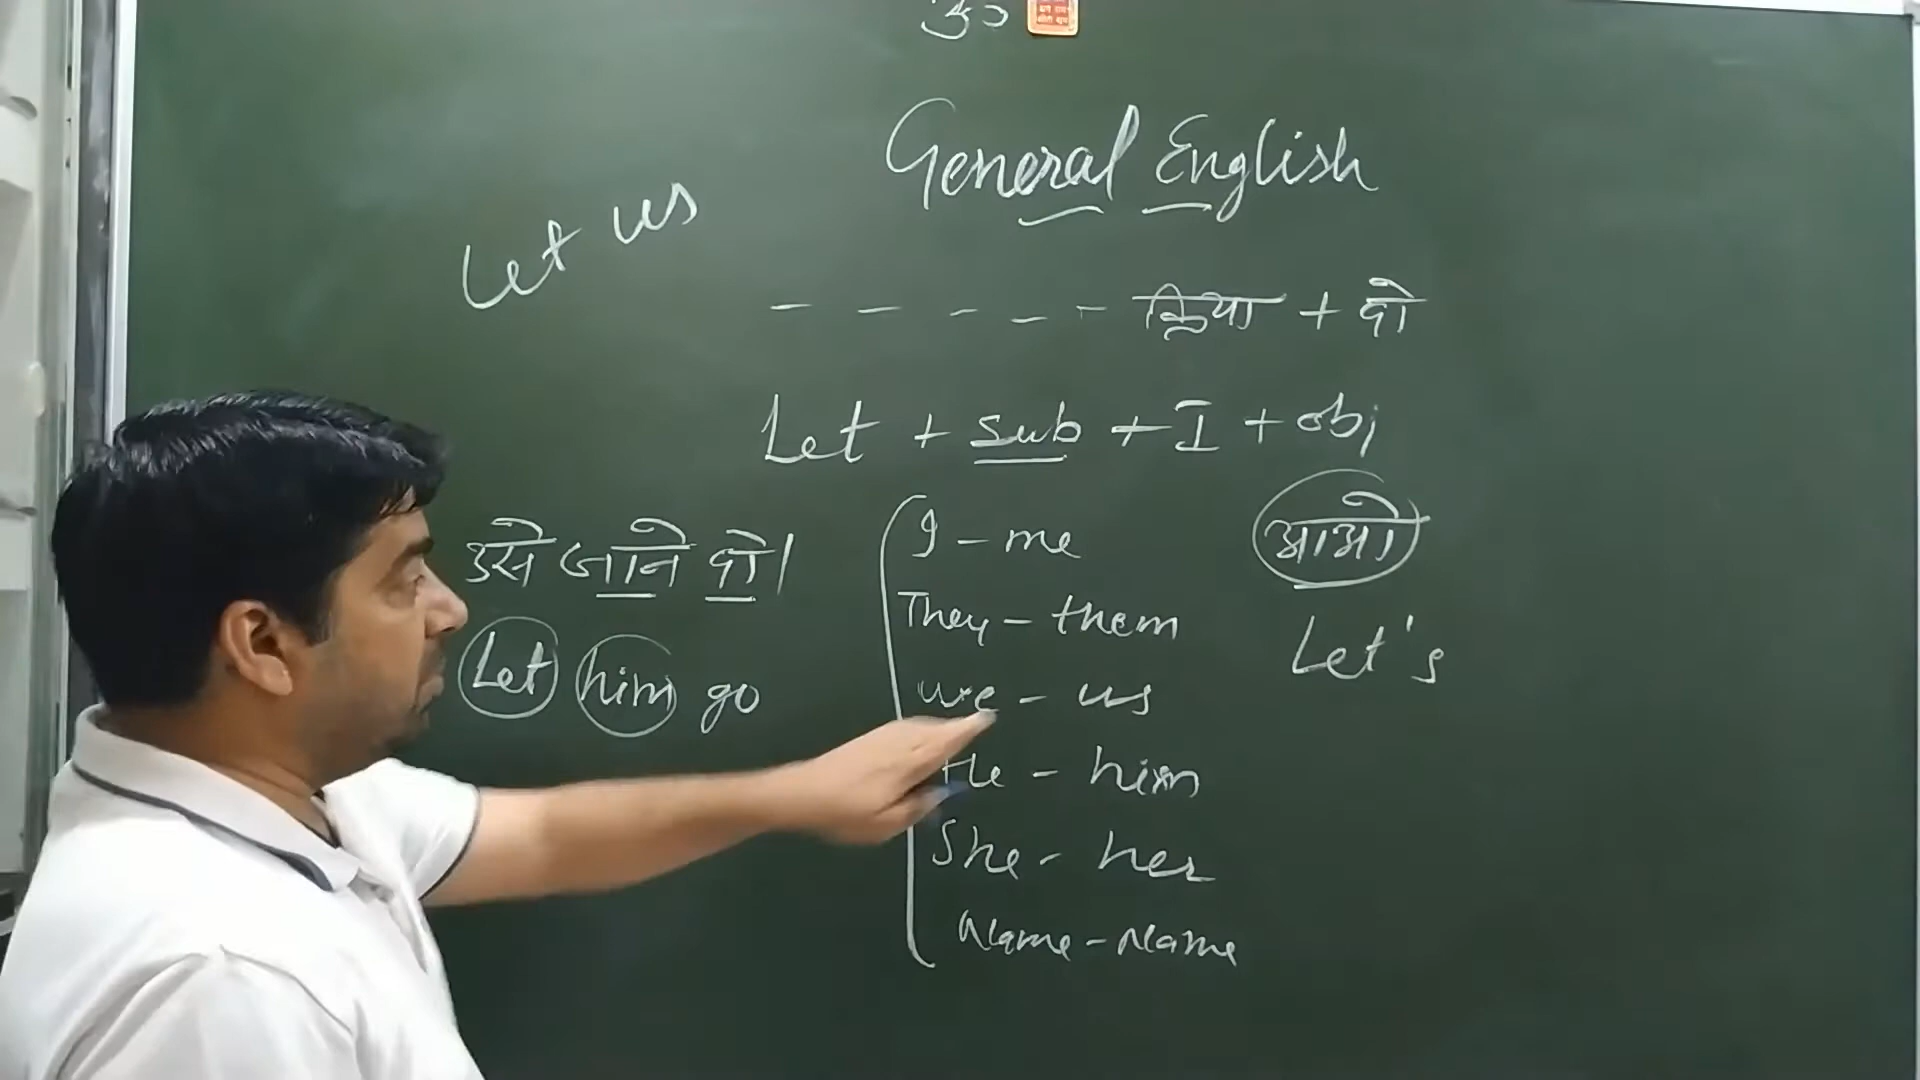 ॐ
General English
Let us
- - - - - क्रिया + दो
Let + sub + I + obj
उसे जाने दो।
Let him go
I - me
They - them
we - us
He - him
She - her
Name - Name
आओ
Let's